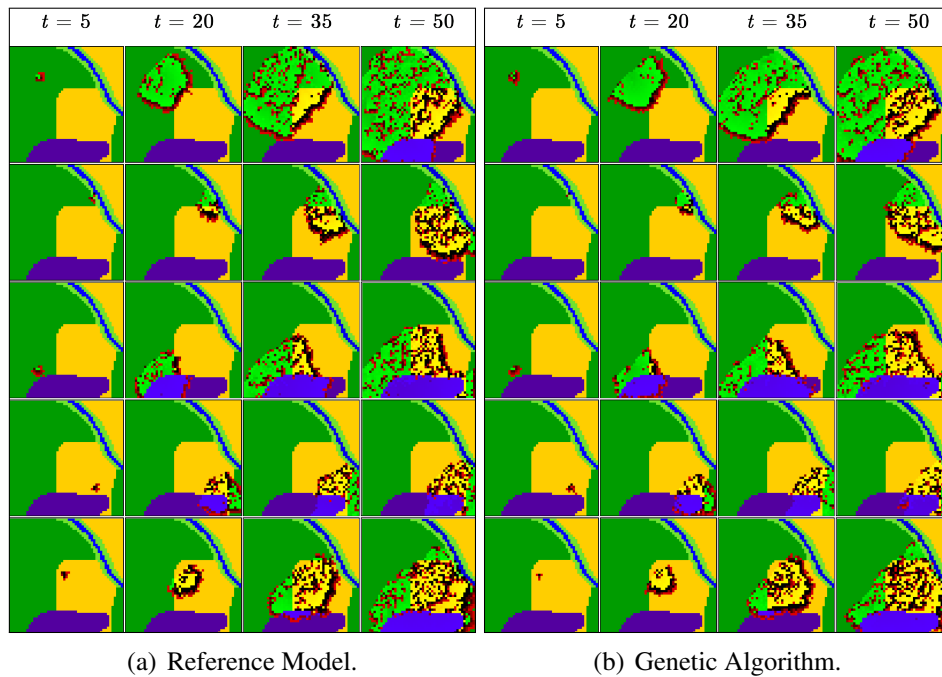 t = 5 t = 20 t = 35 t = 50 t = 5 t = 20 t = 35 t = 50
(a) Reference Model. (b) Genetic Algorithm.